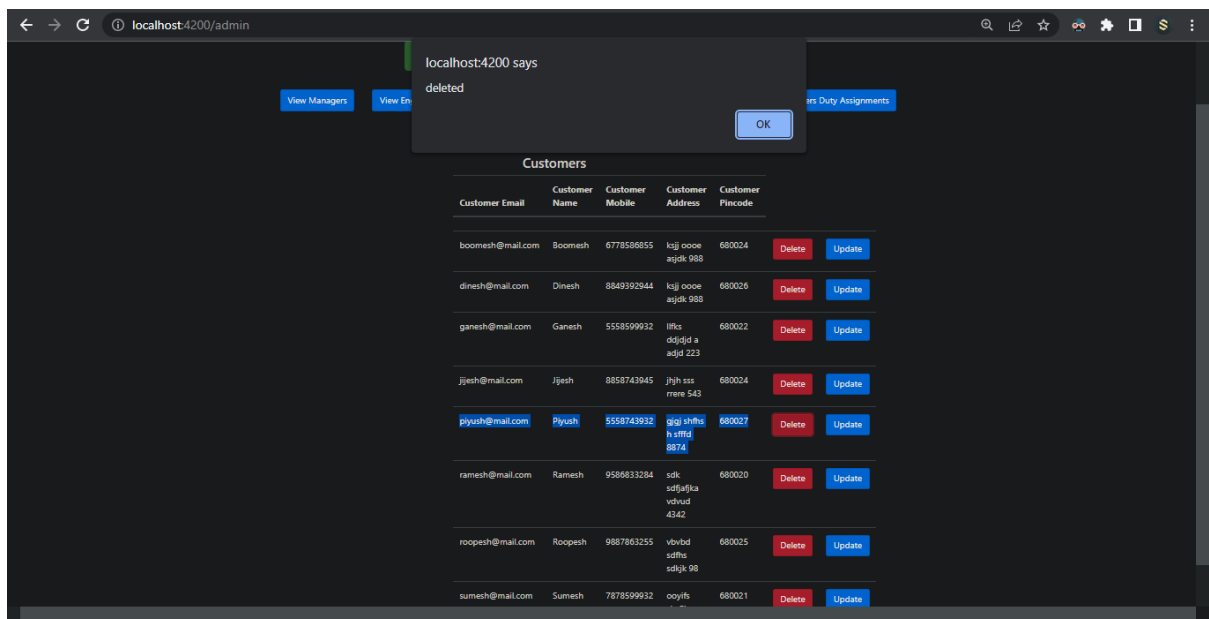 localhost:4200/admin
localhost:4200 says
deleted
OK
View Managers View En ers Duty Assignments
Customers
Customer Email Customer Name Customer Mobile Customer Address Customer Pincode
boomesh@mail.com Boomesh 6778586855 ksjj oooe 680024 Delete Update
asjdk 988
dinesh@mail.com Dinesh 8849392944 ksjj oooe 680026 Delete Update
asjdk 988
ganesh@mail.com Ganesh 5558599932 llfks 680022 Delete Update
ddjdjd a
adjd 223
jijesh@mail.com Jijesh 8858743945 jhjh sss 680024 Delete Update
rrere 543
piyush@mail.com Piyush 5558743932 gjgj shfhs 680027 Delete Update
h sfffd
8874
ramesh@mail.com Ramesh 9586833284 sdk 680020 Delete Update
sdfjafjka
vdvud
4342
roopesh@mail.com Roopesh 9887863255 vbvbd 680025 Delete Update
sdfhs
sdkjk 98
sumesh@mail.com Sumesh 7878599932 ooyifs 680021 Delete Update